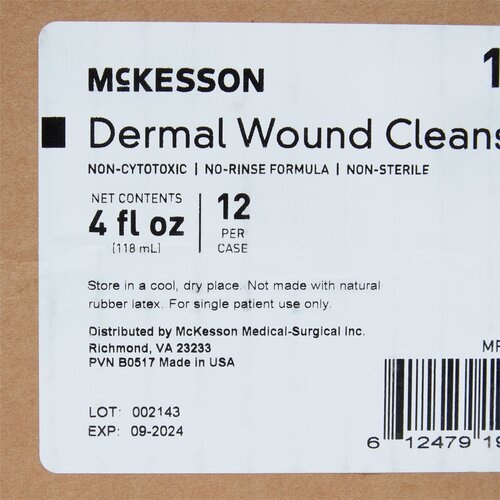 McKESSON
1
Dermal Wound Cleans
NON-CYTOTOXIC | NO-RINSE FORMULA | NON-STERILE
NET CONTENTS
4 fl oz
(118 mL)
12
PER
CASE
Store in a cool, dry place. Not made with natural
rubber latex. For single patient use only.
Distributed by McKesson Medical-Surgical Inc.
Richmond, VA 23233
PVN B0517 Made in USA
LOT: 002143
EXP: 09-2024
6 12479 19